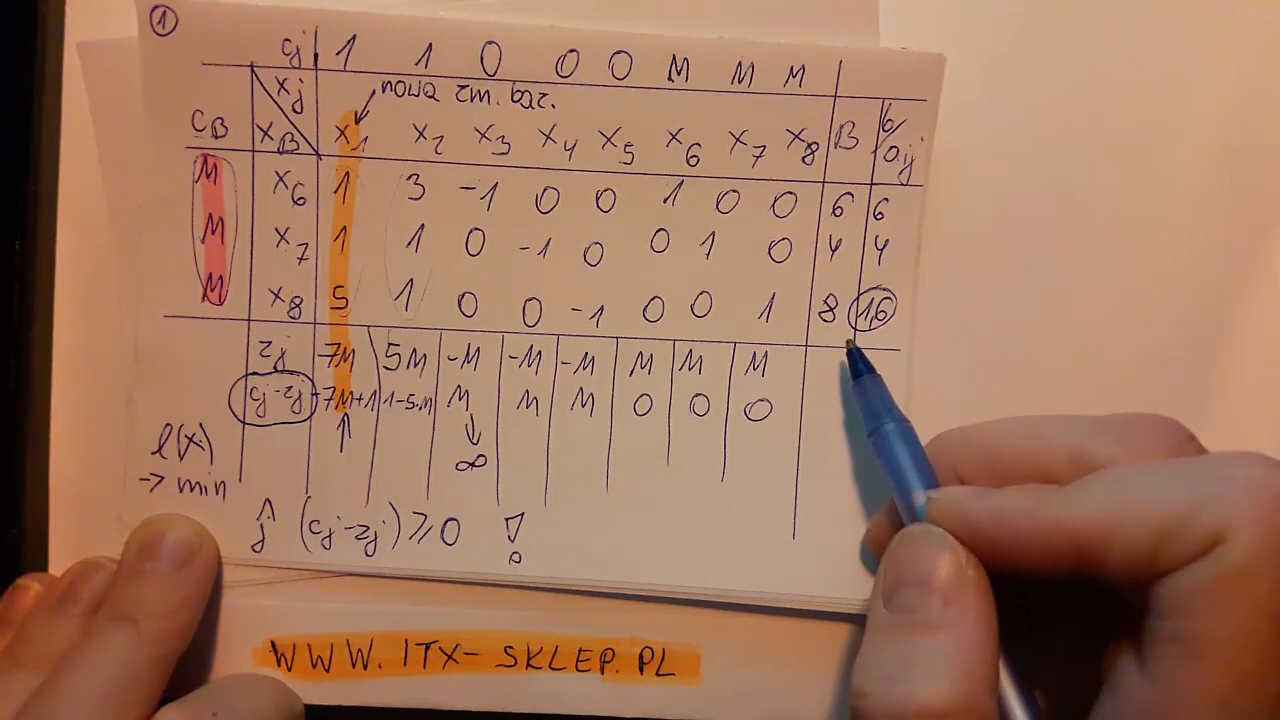 ①
cj 1 1 0 0 0 M M M
xj nowa zm. baz.
cB xB x1 x2 x3 x4 x5 x6 x7 x8 B b/aij
M x6 1 3 -1 0 0 1 0 0 6 6
M x7 1 1 0 -1 0 0 1 0 4 4
M x8 5 1 0 0 -1 0 0 1 8 1,6
zj 7M 5M -M -M -M M M M
cj-zj -7M+1 1-5M M M M 0 0 0
↑ ↓
l(x) ∞
→ min
^j (cj-zj) ⩾ 0 !
WWW.ITX-SKLEP.PL